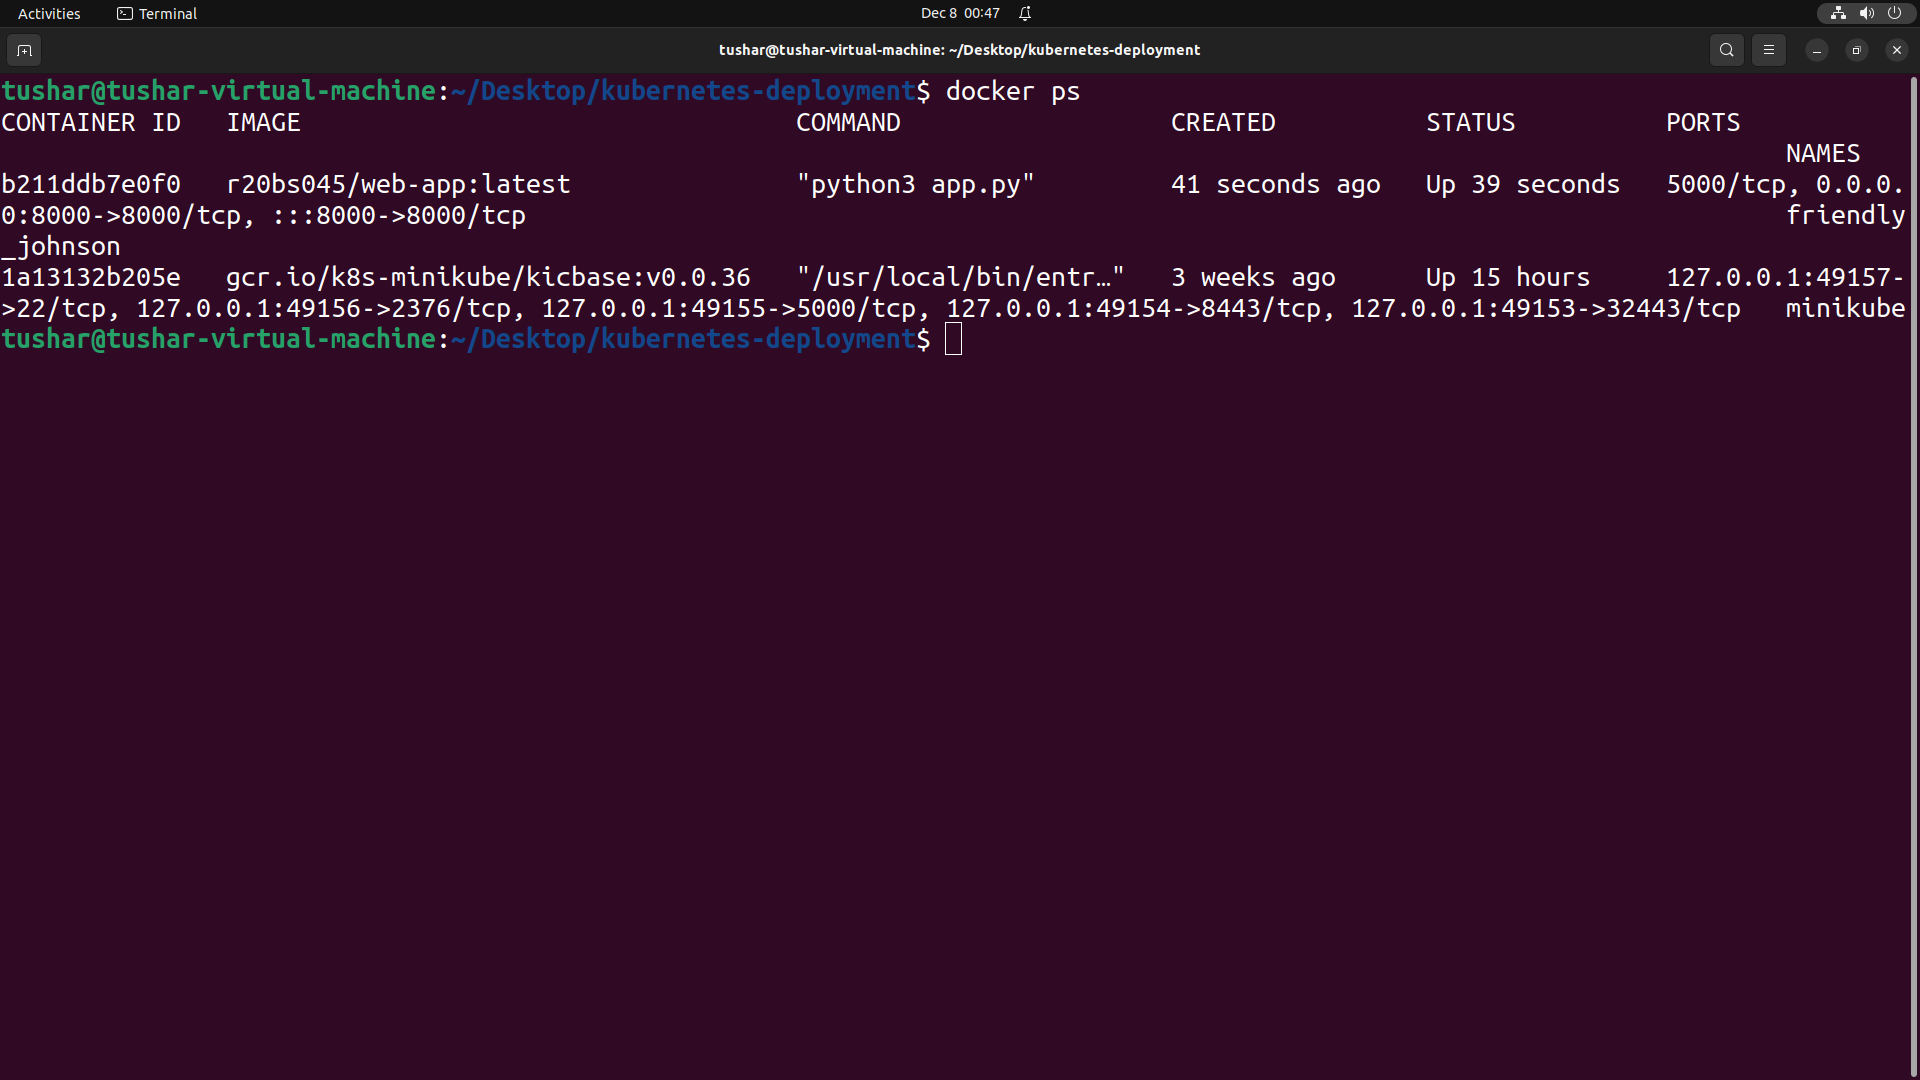 Activities Terminal Dec 8 00:47
tushar@tushar-virtual-machine: ~/Desktop/kubernetes-deployment
tushar@tushar-virtual-machine:~/Desktop/kubernetes-deployment$ docker ps
CONTAINER ID   IMAGE                                 COMMAND                  CREATED          STATUS          PORTS
NAMES
b211ddb7e0f0   r20bs045/web-app:latest               "python3 app.py"         41 seconds ago   Up 39 seconds   5000/tcp, 0.0.0.
0:8000->8000/tcp, :::8000->8000/tcp                                                                                    friendly
_johnson
1a13132b205e   gcr.io/k8s-minikube/kicbase:v0.0.36   "/usr/local/bin/entr…"   3 weeks ago      Up 15 hours     127.0.0.1:49157-
>22/tcp, 127.0.0.1:49156->2376/tcp, 127.0.0.1:49155->5000/tcp, 127.0.0.1:49154->8443/tcp, 127.0.0.1:49153->32443/tcp   minikube
tushar@tushar-virtual-machine:~/Desktop/kubernetes-deployment$